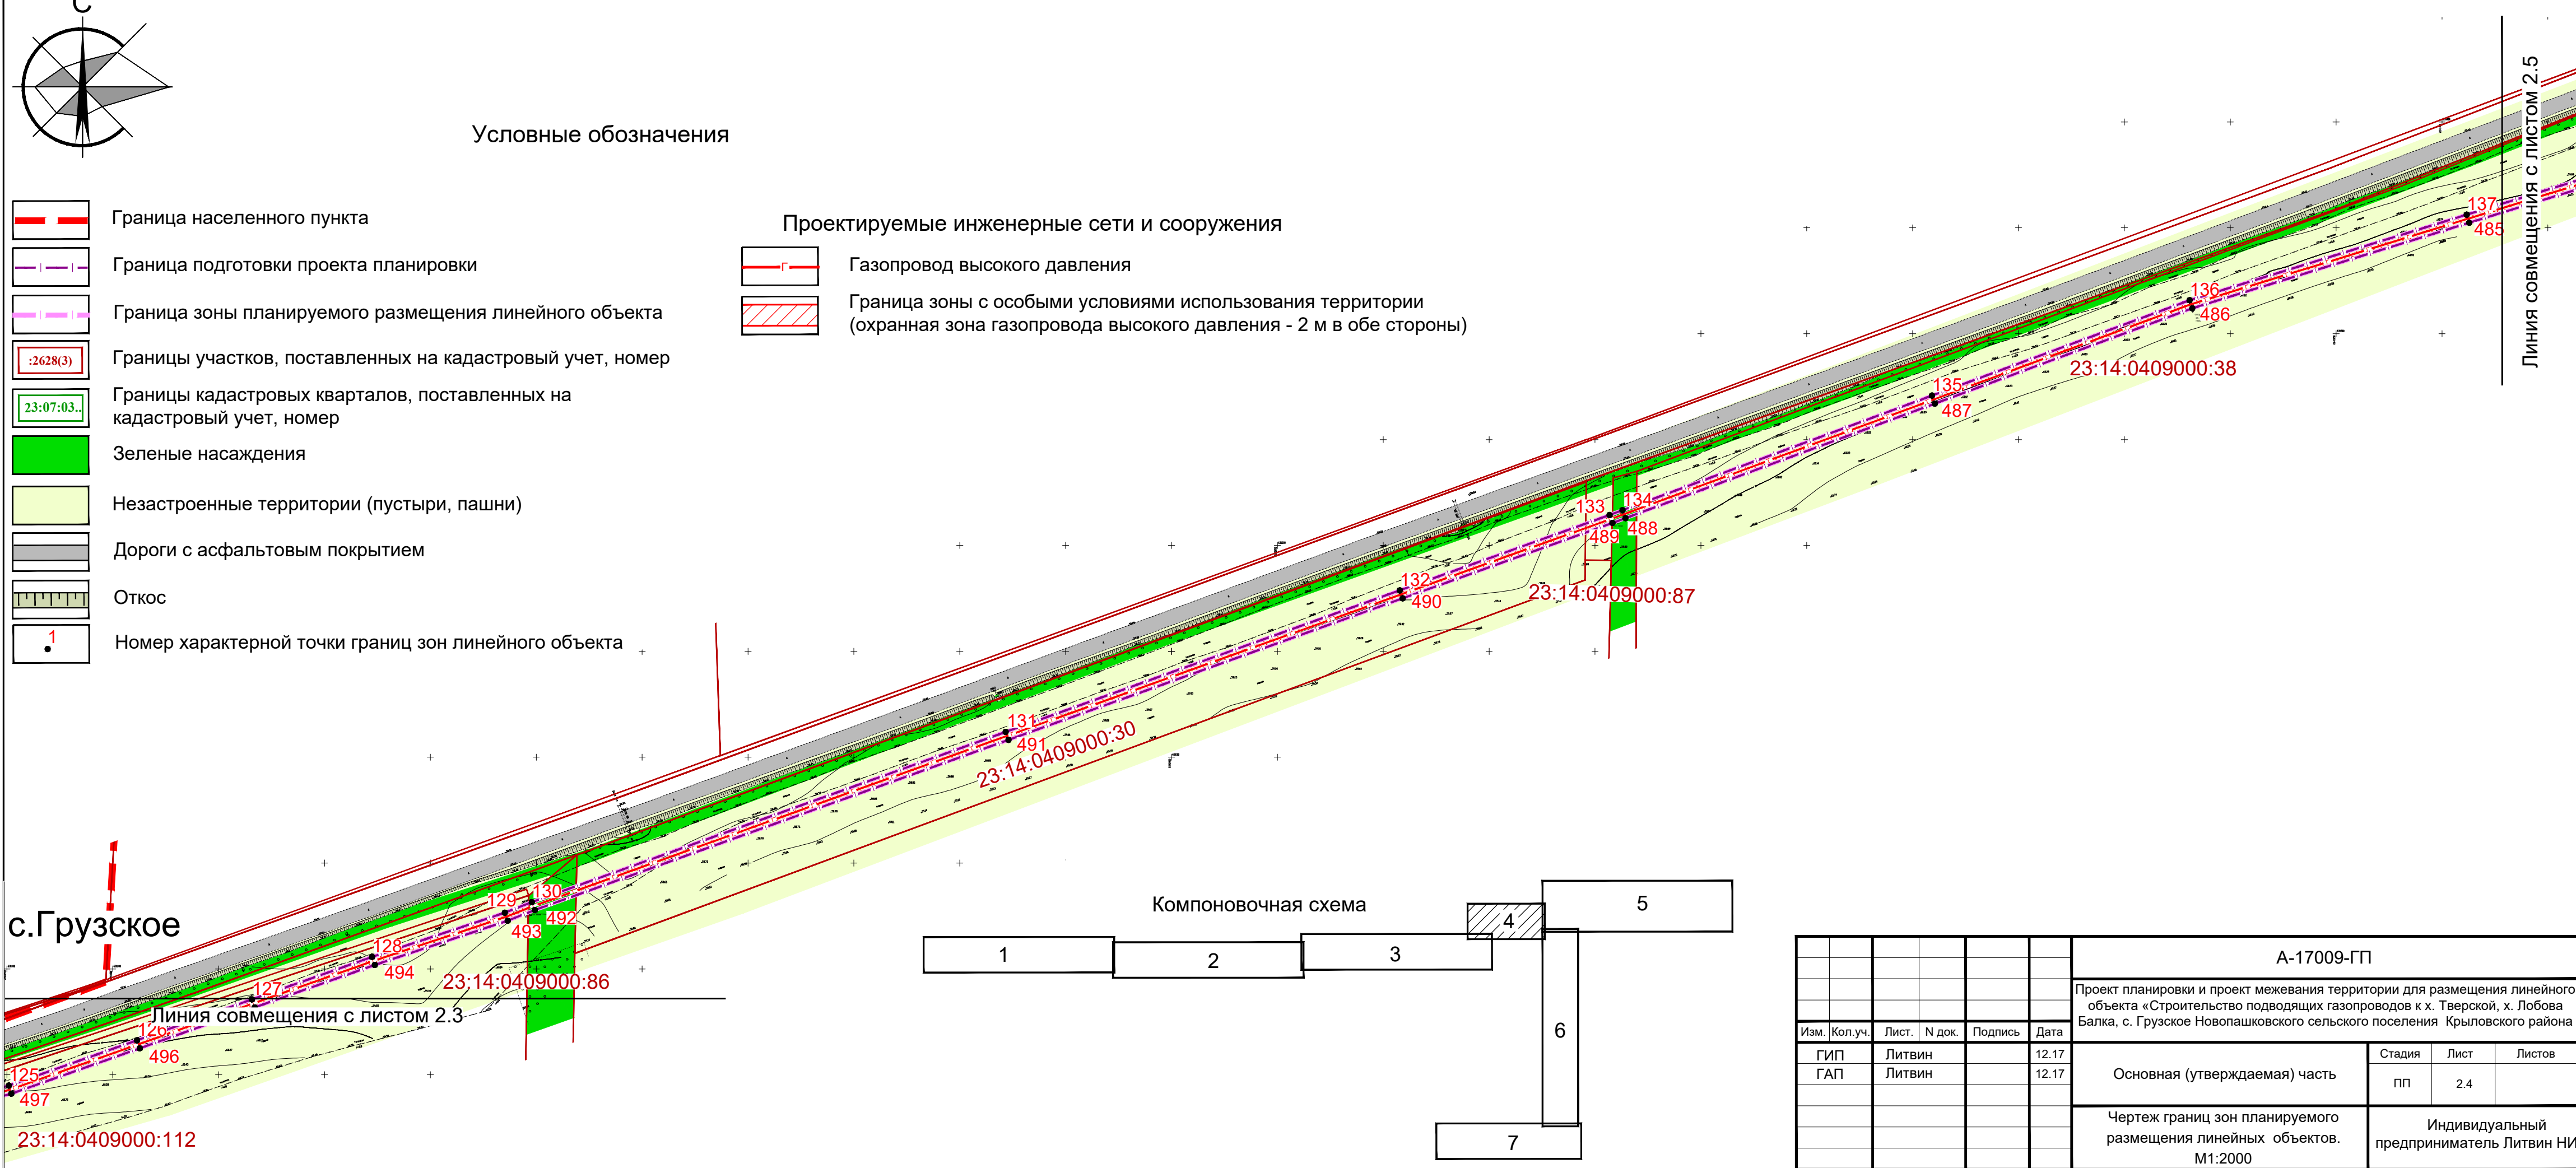 С
Условные обозначения
Граница населенного пункта
Граница подготовки проекта планировки
Граница зоны планируемого размещения линейного объекта
:2628(3)
Границы участков, поставленных на кадастровый учет, номер
23:07:03..
Границы кадастровых кварталов, поставленных на
кадастровый учет, номер
Зеленые насаждения
Незастроенные территории (пустыри, пашни)
Дороги с асфальтовым покрытием
Откос
1
Номер характерной точки границ зон линейного объекта
Проектируемые инженерные сети и сооружения
Г
Газопровод высокого давления
Граница зоны с особыми условиями использования территории
(охранная зона газопровода высокого давления - 2 м в обе стороны)
Линия совмещения с листом 2.5
137
485
136
486
23:14:0409000:38
135
487
134
133
488
489
23:14:0409000:87
132
490
131
491
23:14:0409000:30
130
129
492
493
128
494
23:14:0409000:86
127
Линия совмещения с листом 2.3
126
496
125
497
23:14:0409000:112
с.Грузское
Компоновочная схема
1
2
3
4
5
6
7
А-17009-ГП
Проект планировки и проект межевания территории для размещения линейного
объекта «Строительство подводящих газопроводов к х. Тверской, х. Лобова
Балка, с. Грузское Новопашковского сельского поселения Крыловского района
Изм. Кол.уч. Лист. N док. Подпись Дата
ГИП Литвин 12.17
ГАП Литвин 12.17
Основная (утверждаемая) часть
Стадия Лист Листов
ПП 2.4
Чертеж границ зон планируемого
размещения линейных объектов.
М1:2000
Индивидуальный
предприниматель Литвин НИ